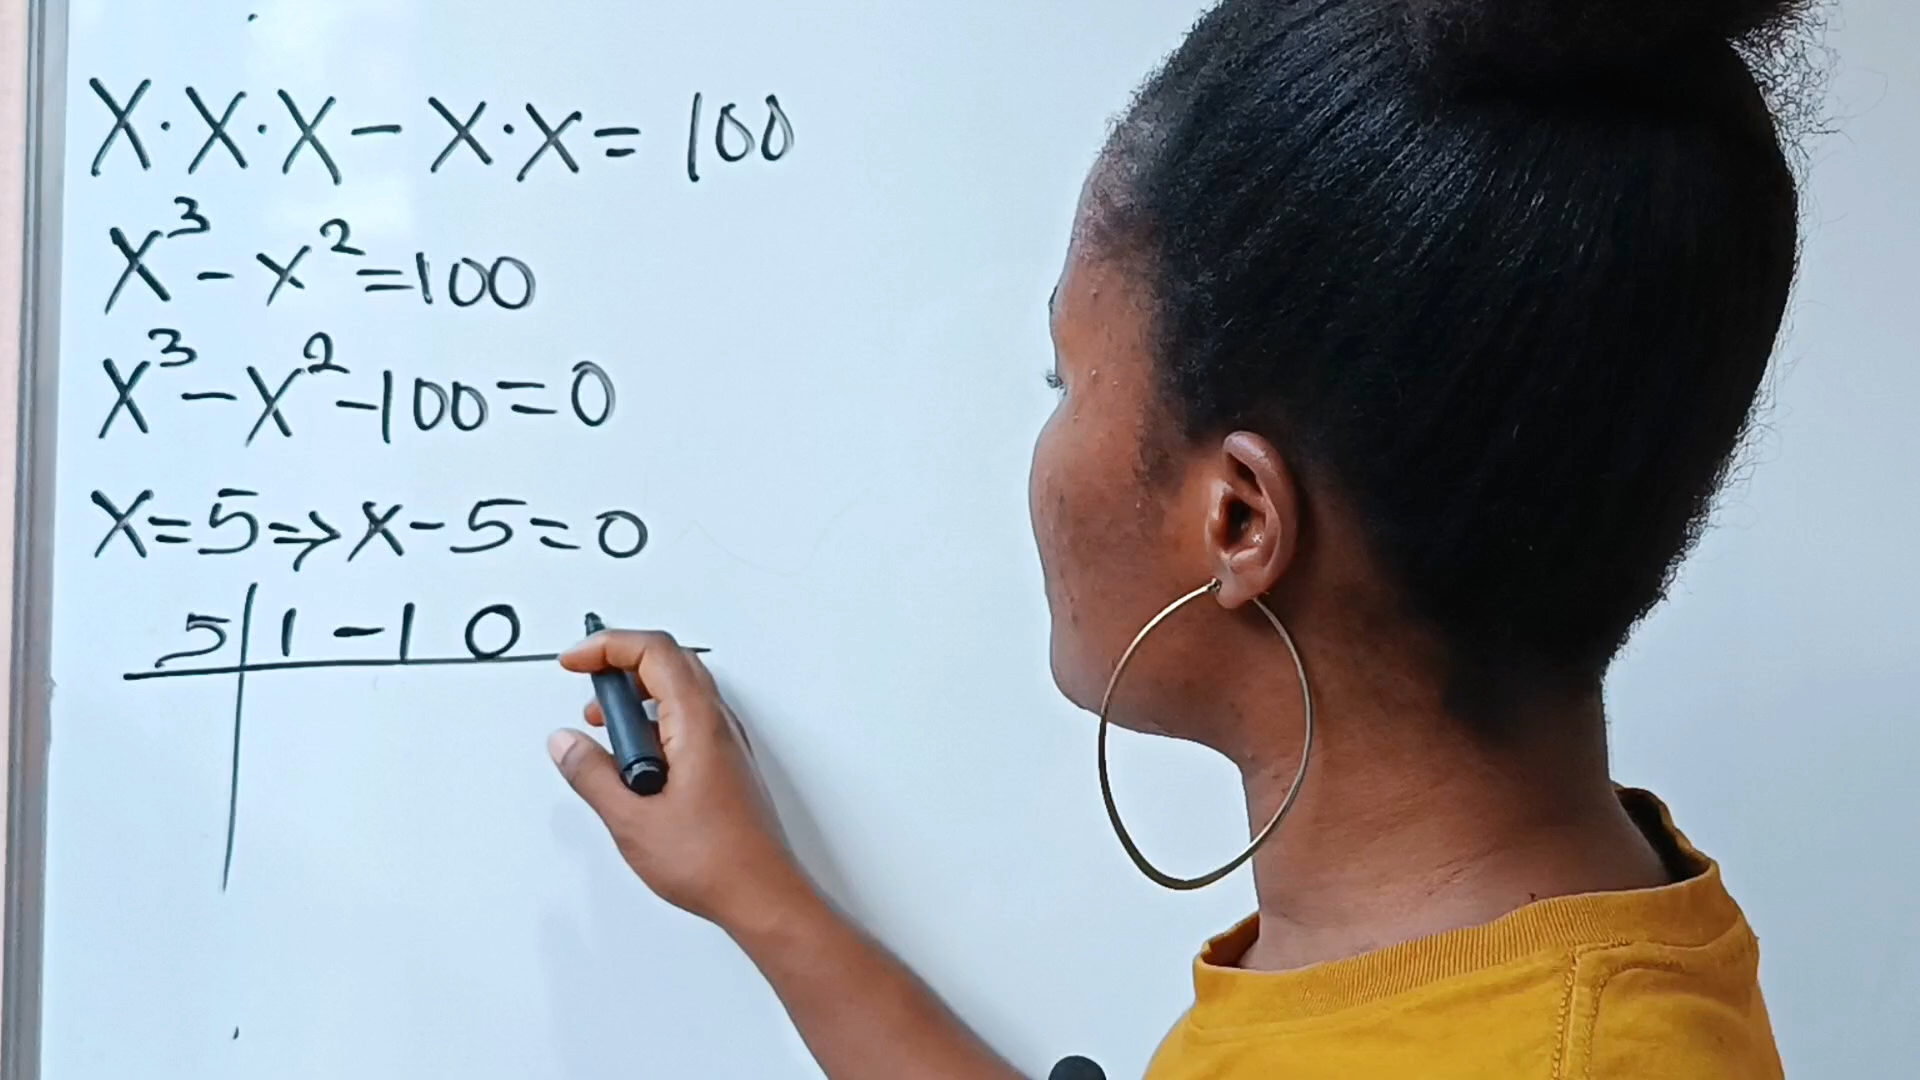 X·X·X - X·X = 100
X³ - x² = 100
X³ - X² - 100 = 0
X = 5 ⇒ x - 5 = 0
5 | 1 -1 0